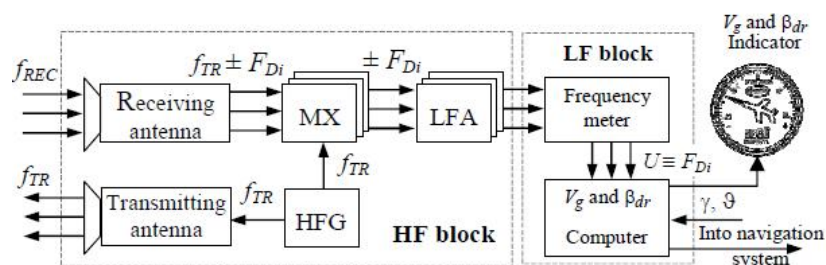 V_g and β_dr
Indicator
f_REC
f_TR ± F_Di
± F_Di
LF block
Receiving
antenna
MX
LFA
Frequency
meter
f_TR
U ≡ F_Di
f_TR
Transmitting
antenna
f_TR
HFG
HF block
V_g and β_dr
Computer
γ, ϑ
Into navigation
system